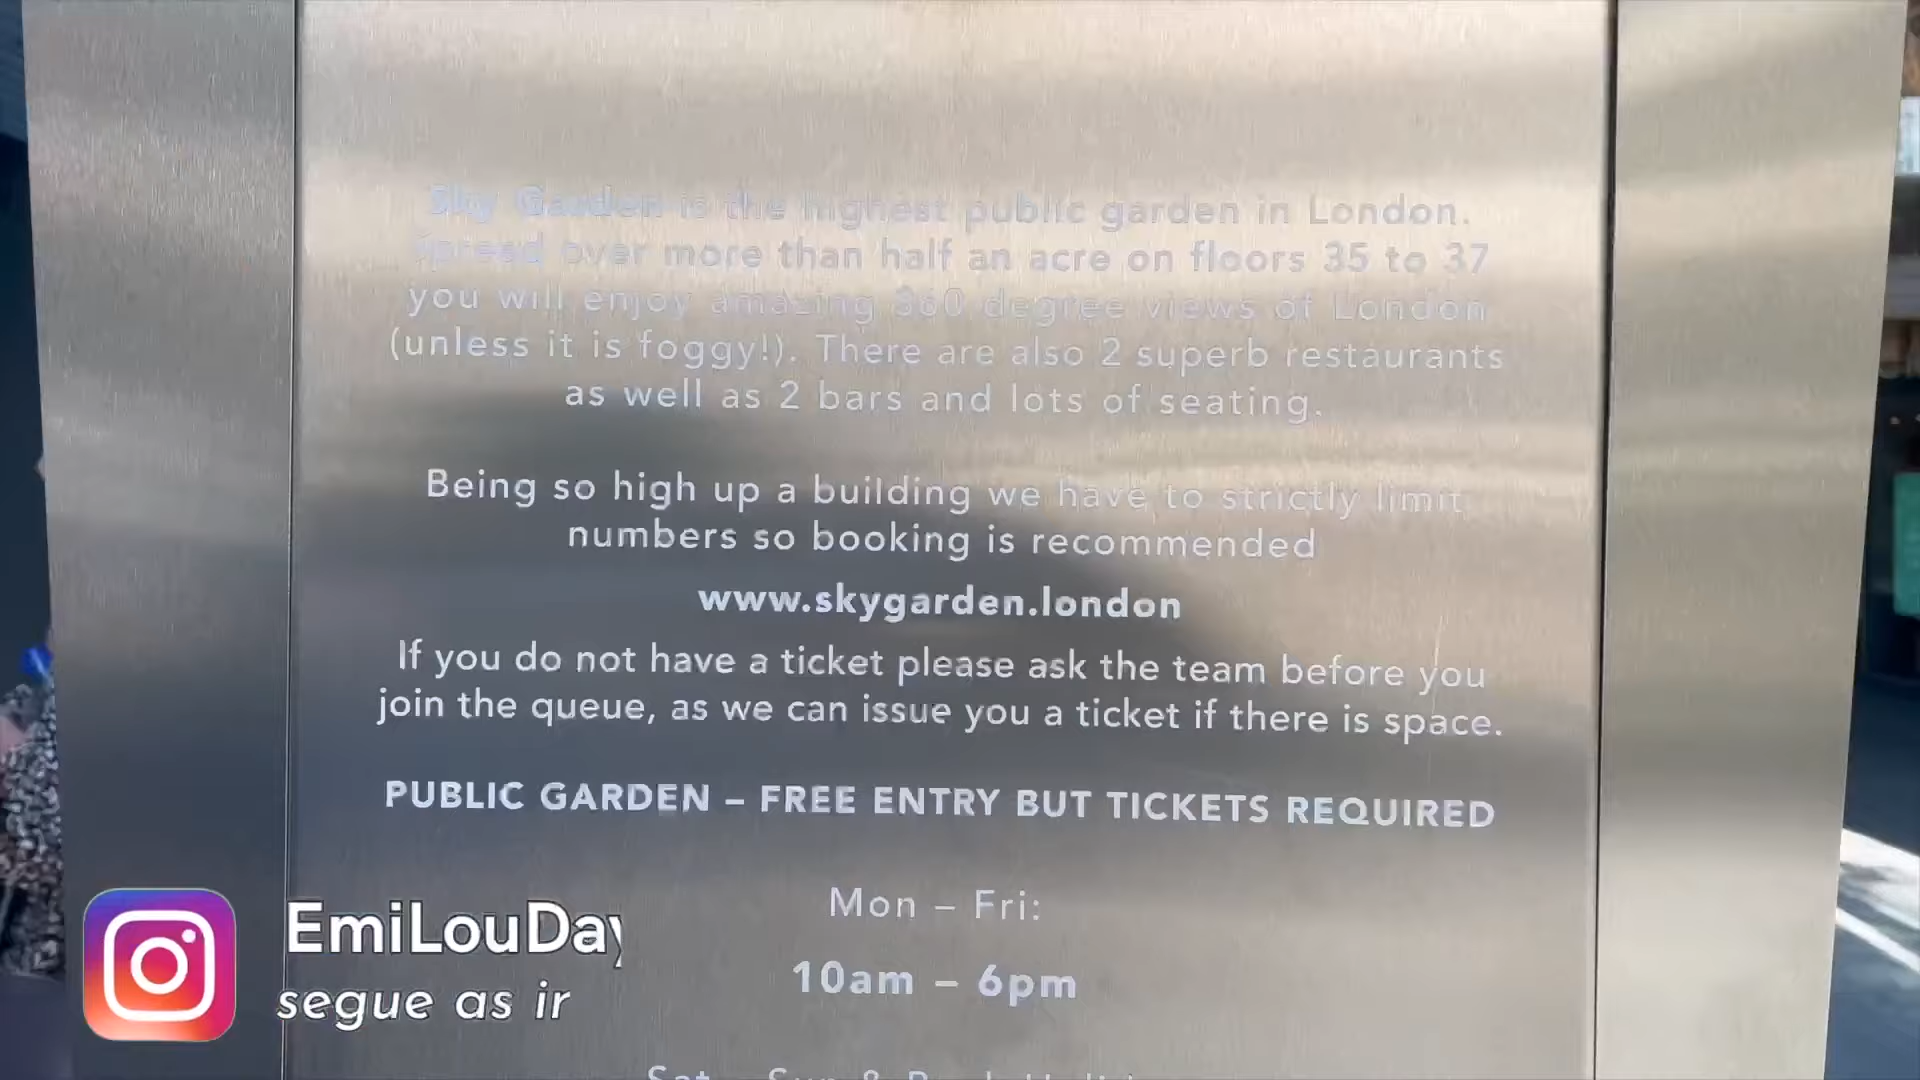 Sky Garden is the highest public garden in London.
Spread over more than half an acre on floors 35 to 37
you will enjoy amazing 360 degree views of London
(unless it is foggy!). There are also 2 superb restaurants
as well as 2 bars and lots of seating.
Being so high up a building we have to strictly limit
numbers so booking is recommended
www.skygarden.london
If you do not have a ticket please ask the team before you
join the queue, as we can issue you a ticket if there is space.
PUBLIC GARDEN – FREE ENTRY BUT TICKETS REQUIRED
Mon – Fri:
10am – 6pm
EmiLouDay
segue as ir